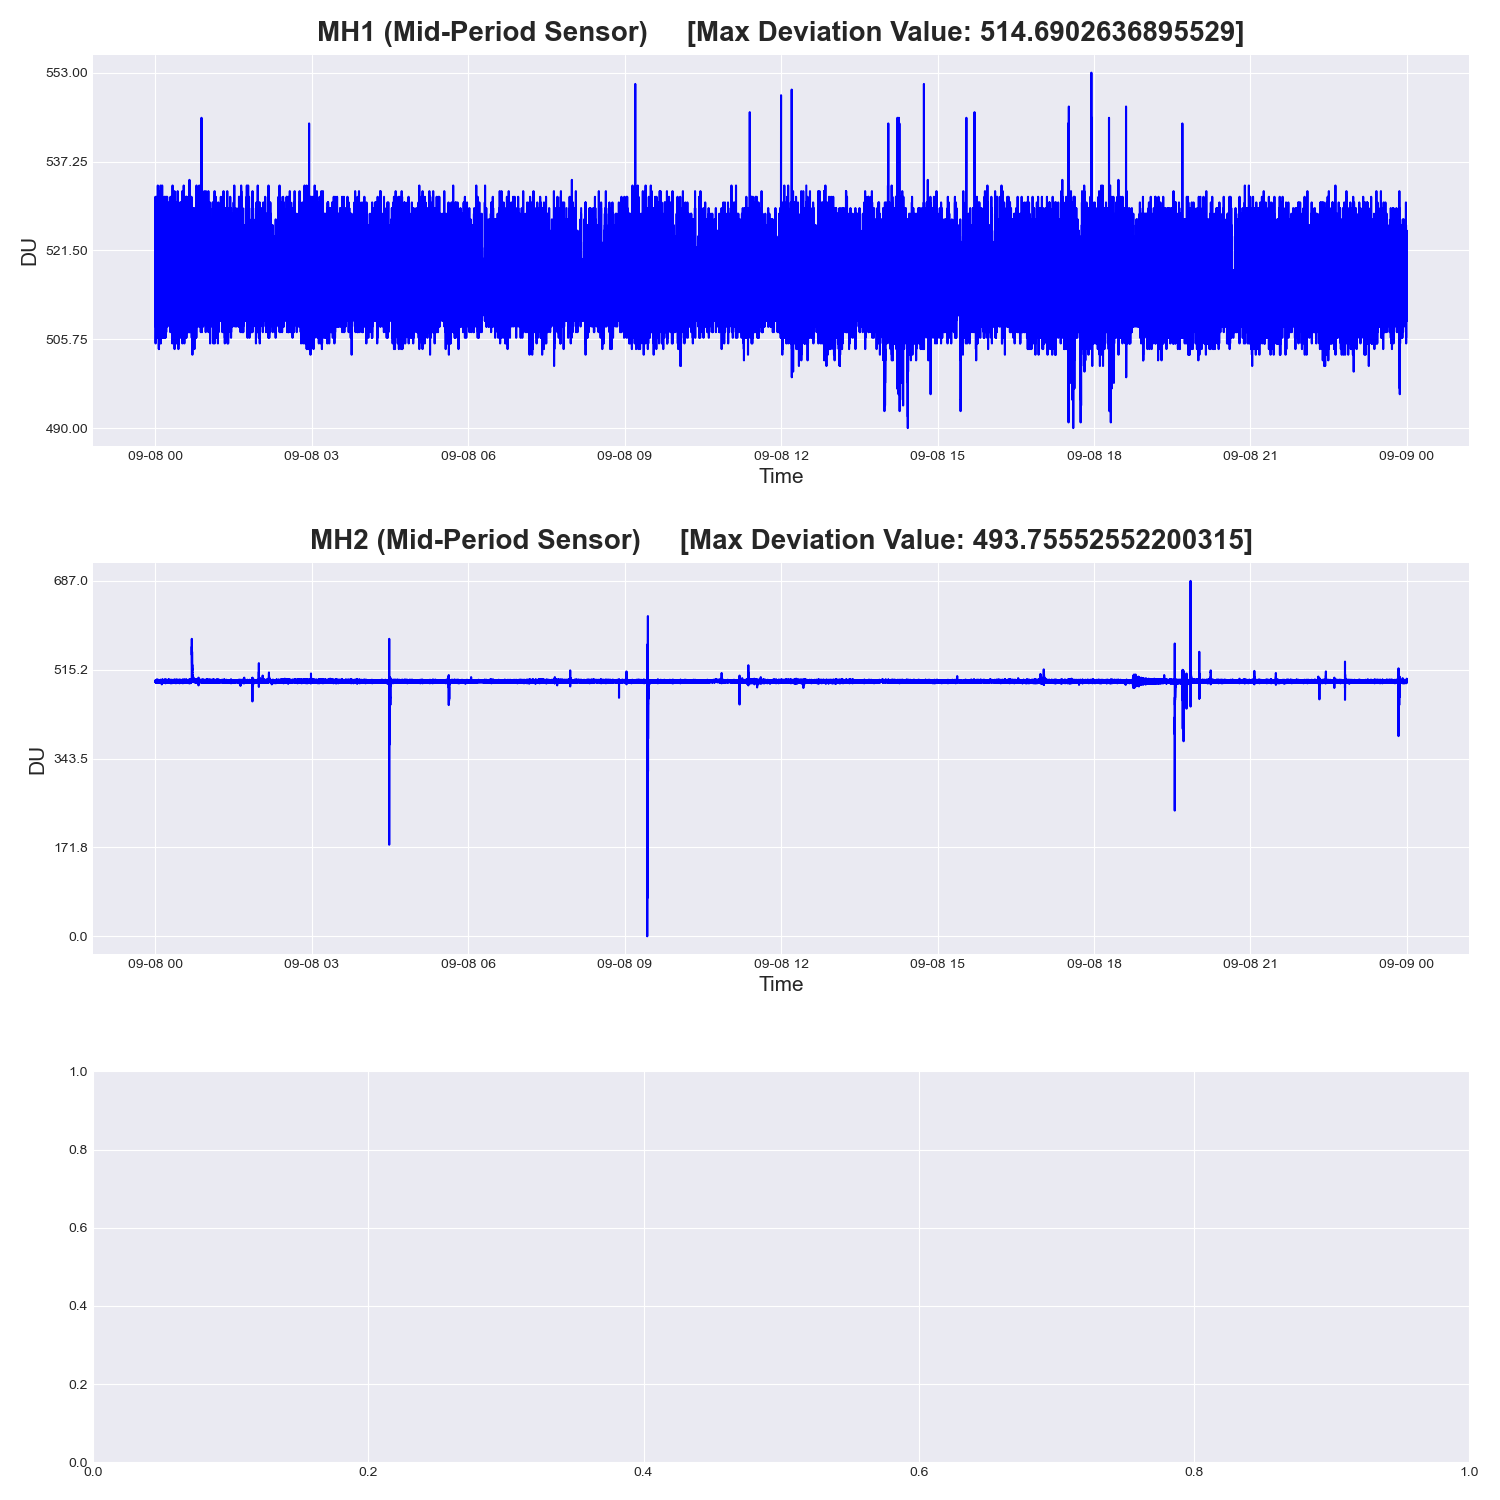 MH1 (Mid-Period Sensor) [Max Deviation Value: 514.6902636895529]
553.00
537.25
521.50
505.75
490.00
DU
09-08 00 09-08 03 09-08 06 09-08 09 09-08 12 09-08 15 09-08 18 09-08 21 09-09 00
Time
MH2 (Mid-Period Sensor) [Max Deviation Value: 493.75552552200315]
687.0
515.2
343.5
171.8
0.0
DU
09-08 00 09-08 03 09-08 06 09-08 09 09-08 12 09-08 15 09-08 18 09-08 21 09-09 00
Time
1.0
0.8
0.6
0.4
0.2
0.0
0.0 0.2 0.4 0.6 0.8 1.0